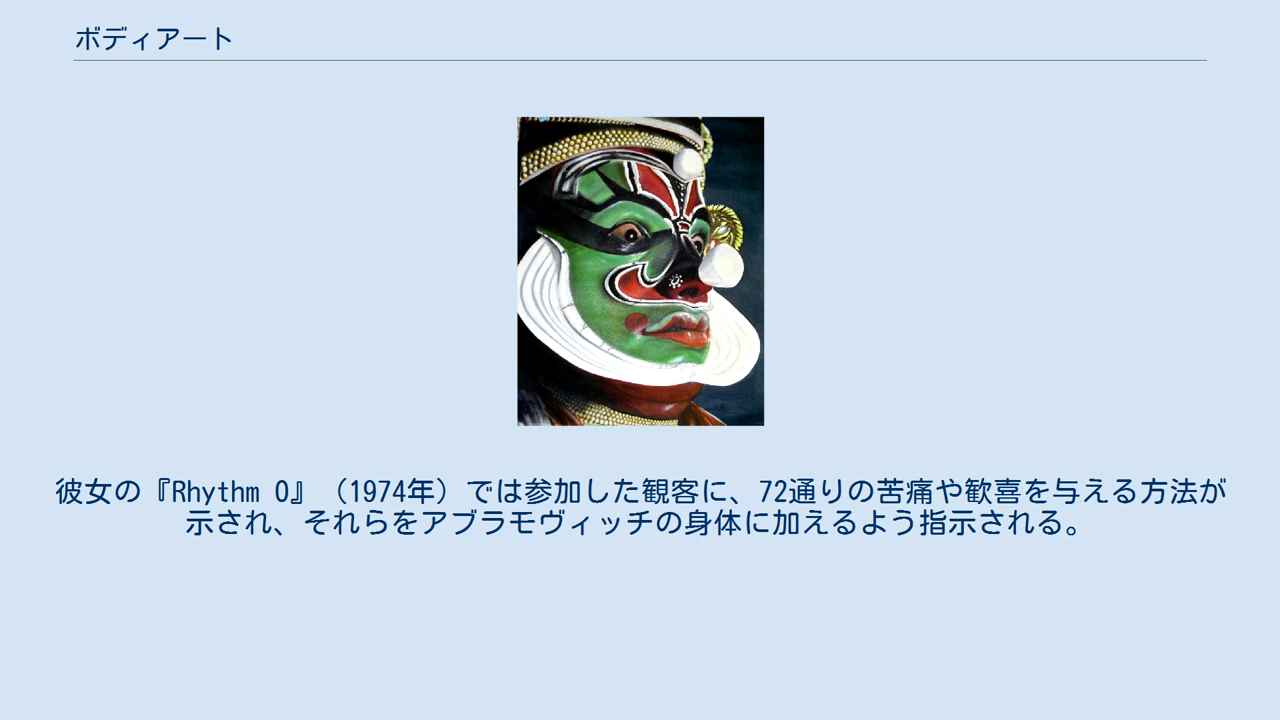 ボディアート
彼女の『Rhythm 0』（1974年）では参加した観客に、72通りの苦痛や歓喜を与える方法が
示され、それらをアブラモヴィッチの身体に加えるよう指示される。